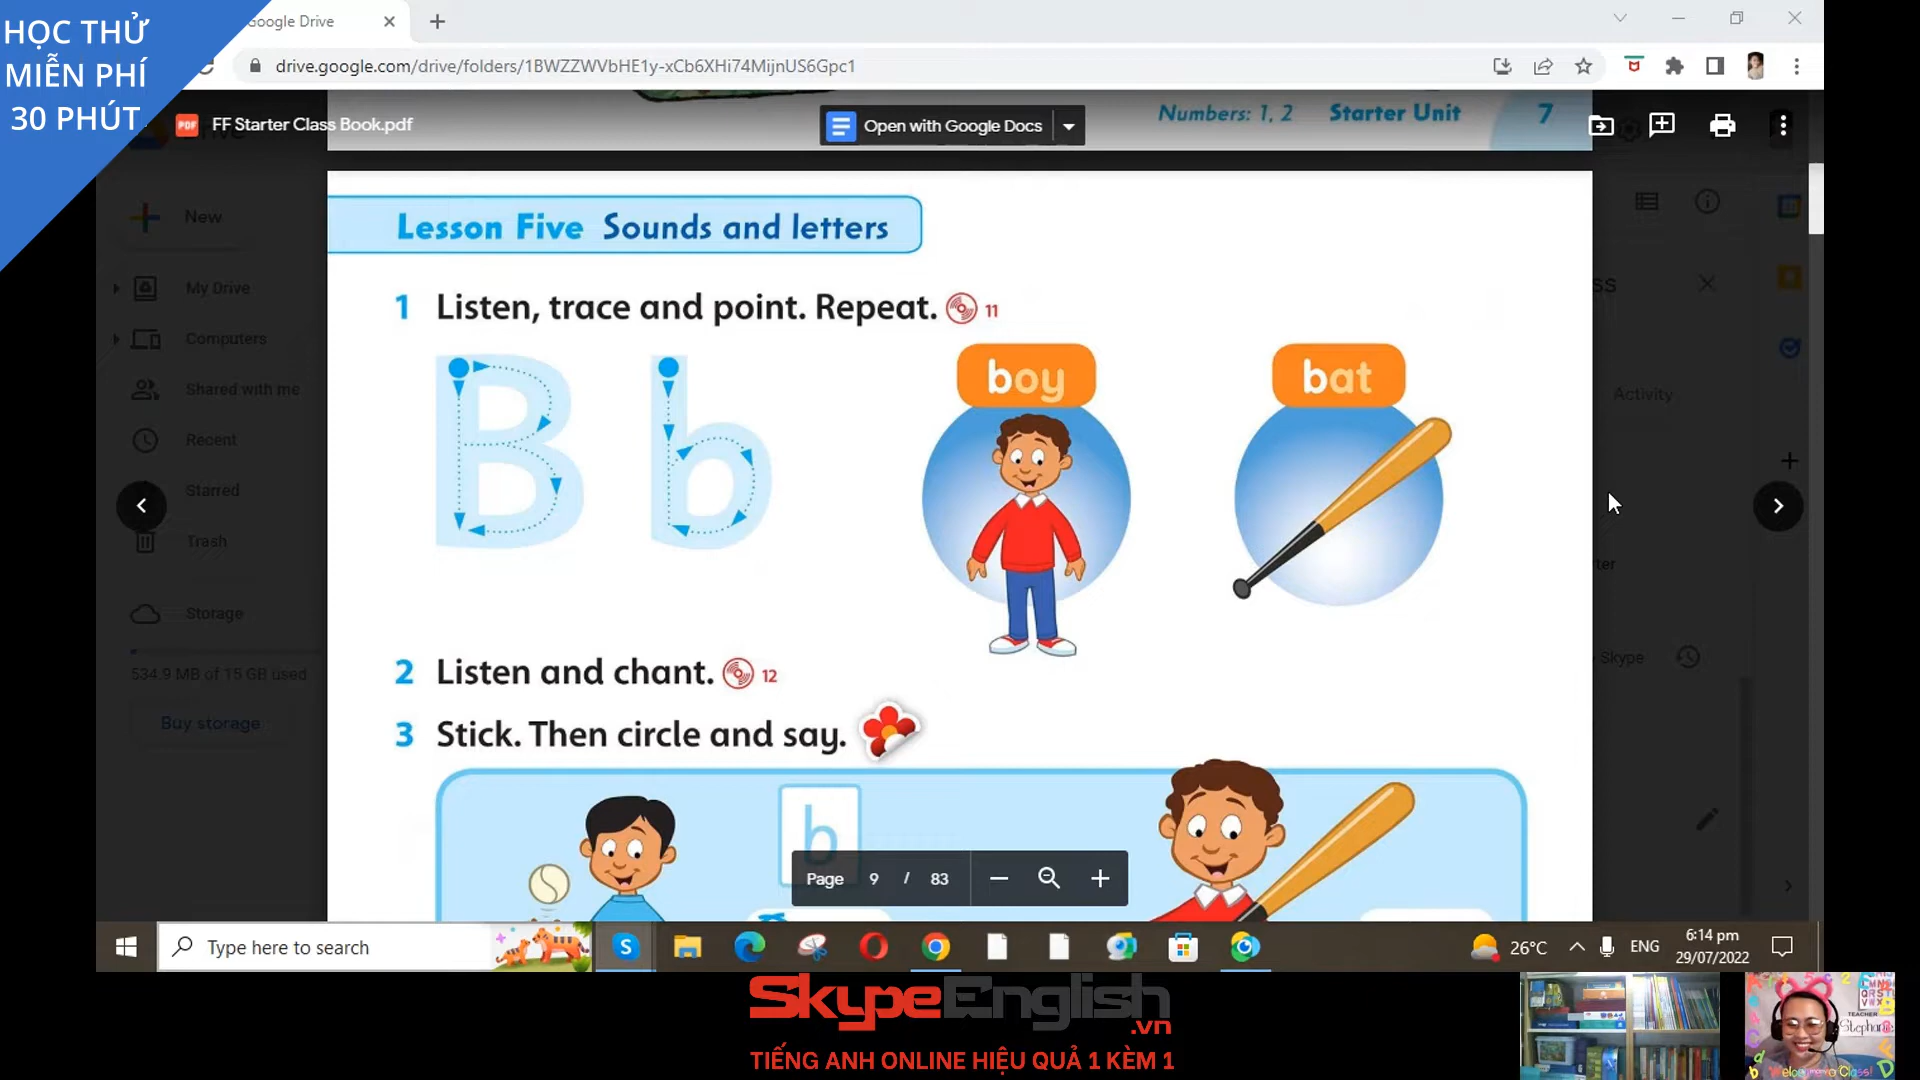 HỌC THỬ
MIỄN PHÍ
30 PHÚT
Google Drive
drive.google.com/drive/folders/1BWZZWVbHE1y-xCb6XHi74MijnUS6Gpc1
FF Starter Class Book.pdf
Open with Google Docs
Numbers: 1, 2 Starter Unit 7
New
My Drive
Computers
Shared with me
Recent
Starred
Trash
Storage
534.9 MB of 15 GB used
Buy storage
Lesson Five Sounds and letters
1 Listen, trace and point. Repeat. 11
B b
boy
bat
2 Listen and chant. 12
3 Stick. Then circle and say.
b
Activity
Skype
Page 9 / 83
Type here to search
26°C
ENG
6:14 pm
29/07/2022
SkypeEnglish
.vn
TIẾNG ANH ONLINE HIỆU QUẢ 1 KÈM 1
TEACHER
Stephanie